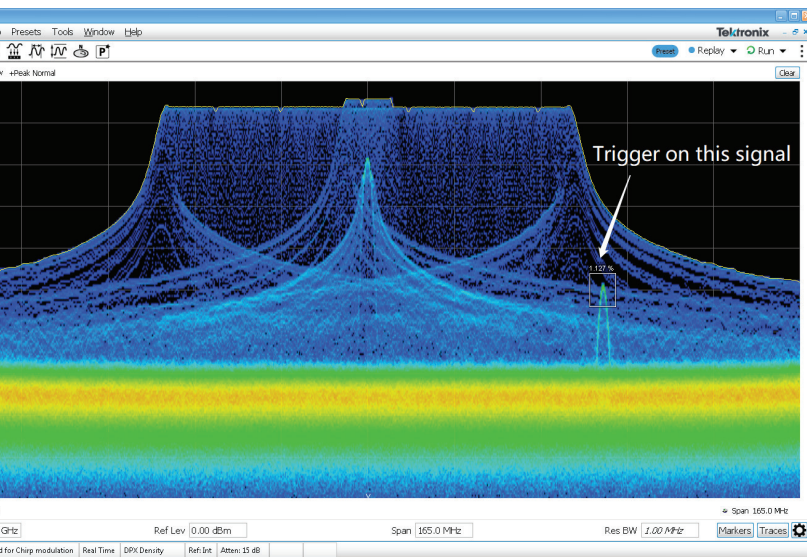 Presets Tools Window Help
Tektronix
Preset Replay Run
+Peak Normal
Clear
Trigger on this signal
1.127 %
Span 165.0 MHz
GHz
Ref Lev 0.00 dBm
Span 165.0 MHz
Res BW 1.00 MHz
Markers Traces
d for Chirp modulation Real Time DPX Density Ref: Int Atten: 15 dB